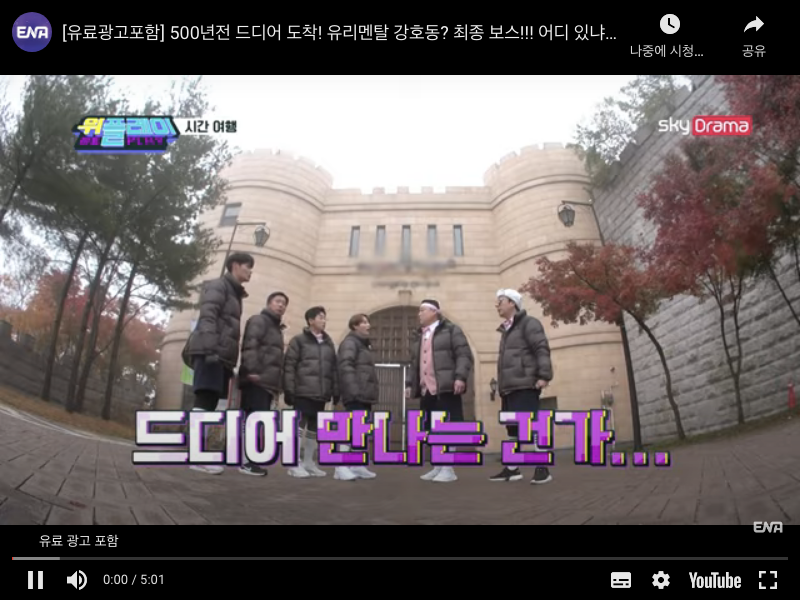 ENA
[유료광고포함] 500년전 드디어 도착! 유리멘탈 강호동? 최종 보스!!! 어디 있냐...
나중에 시청...
공유
위플레이
PLAY
시간 여행
sky Drama
드디어 만나는 건가...
ENA
유료 광고 포함
0:00 / 5:01
YouTube